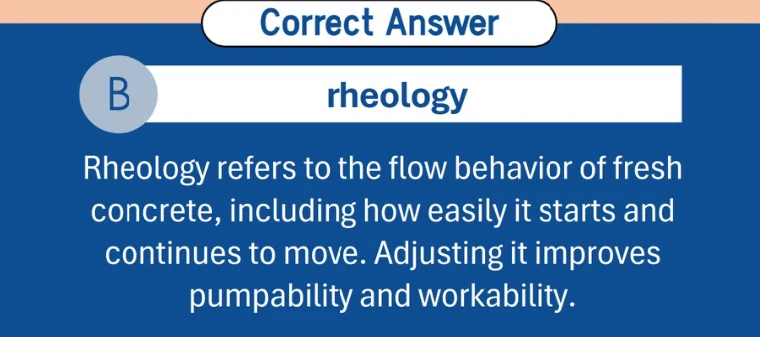 Correct Answer
B
rheology
Rheology refers to the flow behavior of fresh
concrete, including how easily it starts and
continues to move. Adjusting it improves
pumpability and workability.